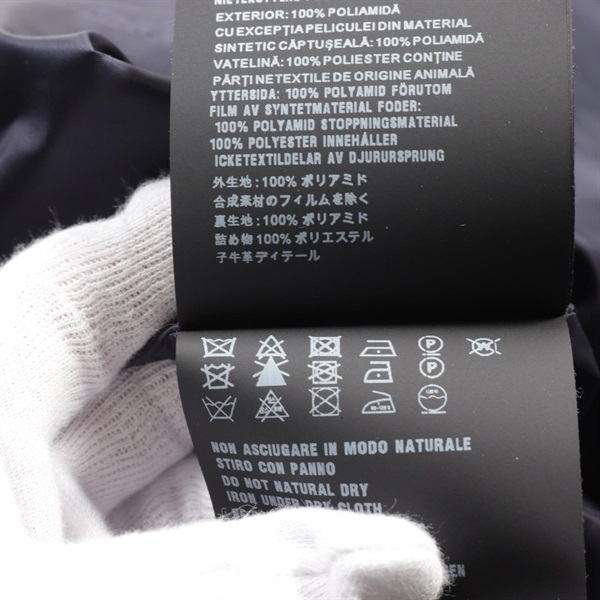 EXTERIOR: 100% POLIAMIDĂ
CU EXCEPȚIA PELICULEI DIN MATERIAL
SINTETIC CĂPTUȘEALĂ: 100% POLIAMIDĂ
VATELINĂ: 100% POLIESTER CONȚINE
PĂRȚI NETEXTILE DE ORIGINE ANIMALĂ
YTTERSIDA: 100% POLYAMID FÖRUTOM
FILM AV SYNTETMATERIAL FODER:
100% POLYAMID STOPPNINGSMATERIAL
100% POLYESTER INNEHÅLLER
ICKETEXTILDELAR AV DJURURSPRUNG
外生地:100% ポリアミド
合成素材のフィルムを除く
裏生地:100% ポリアミド
詰め物100% ポリエステル
子牛革ディテール
P
P
NON ASCIUGARE IN MODO NATURALE
STIRO CON PANNO
DO NOT NATURAL DRY
IRON UNDER DRY CLOTH